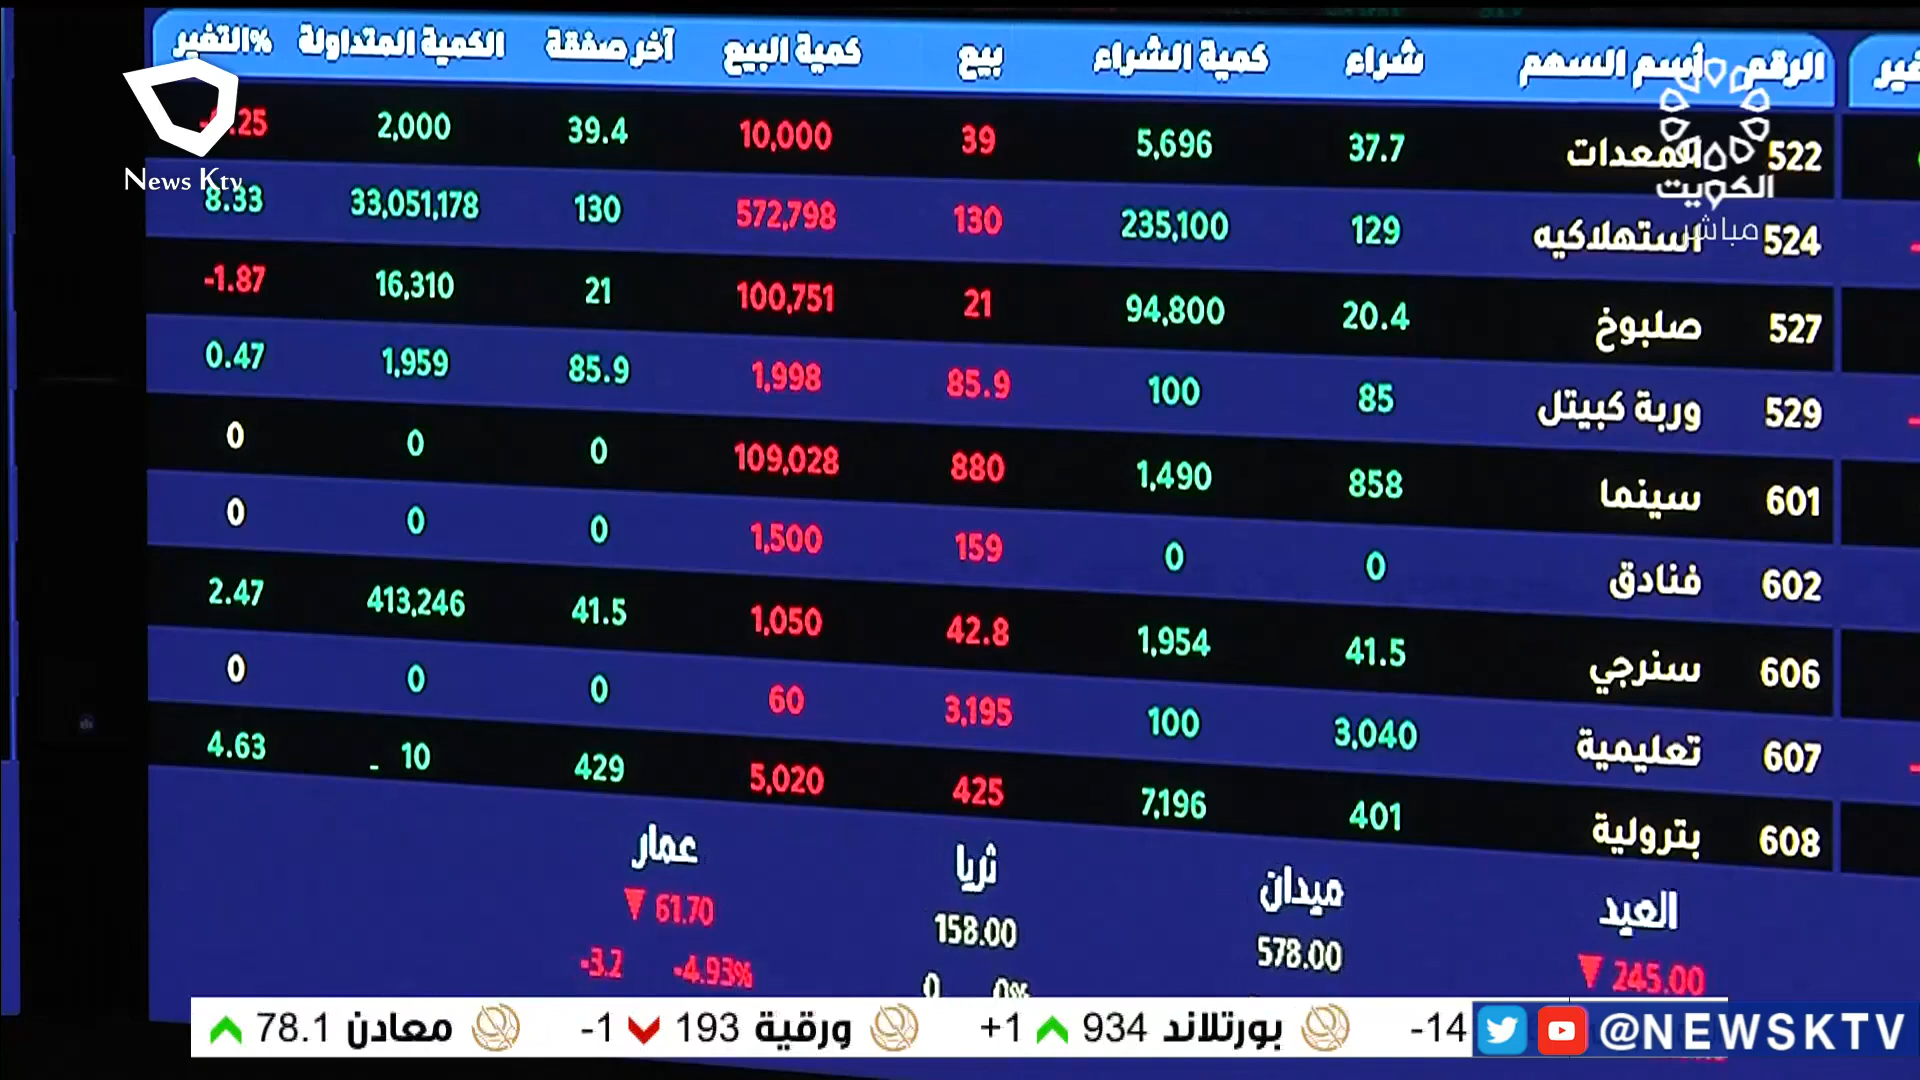 الرقم أسم السهم شراء كمية الشراء بيع كمية البيع آخر صفقة الكمية المتداولة التغير%
522 المعدات 37.7 5,696 39 10,000 39.4 2,000
524 استهلاكيه 129 235,100 130 572,798 130 33,051,178 8.33
527 صلبوخ 20.4 94,800 21 100,751 21 16,310 -1.87
529 وربة كبيتل 85 100 85.9 1,998 85.9 1,959 0.47
601 سينما 858 1,490 880 109,028 0 0 0
602 فنادق 0 0 159 1,500 0 0 0
606 سنرجي 41.5 1,954 42.8 1,050 41.5 413,246 2.47
607 تعليمية 3,040 100 3,195 60 0 0 0
608 بترولية 401 7,196 425 5,020 429 10 4.63
العيد ميدان ثريا عمار
245.00 578.00 158.00 61.70
0 0% -3.2 -4.93%
News Ktv
الكويت
مباشر
-14 بورتلاند 934 +1 ورقية 193 -1 معادن 78.1
@NEWSKTV